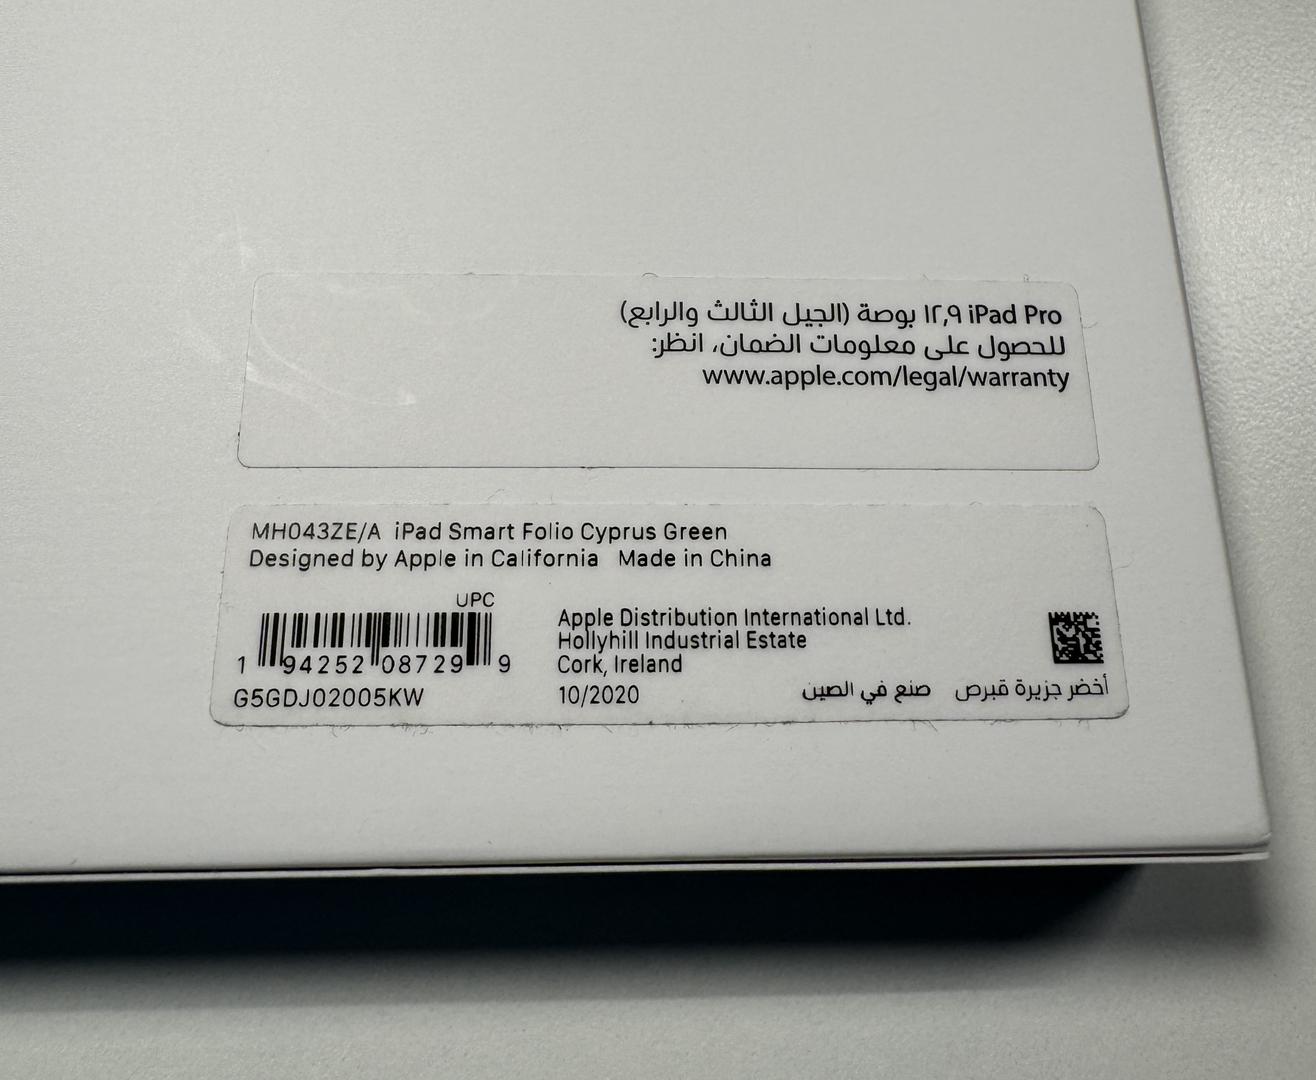 iPad Pro ١٢,٩ بوصة (الجيل الثالث والرابع)
للحصول على معلومات الضمان، انظر:
www.apple.com/legal/warranty
MH043ZE/A iPad Smart Folio Cyprus Green
Designed by Apple in California Made in China
UPC
1 94252 08729 9
G5GDJ02005KW
Apple Distribution International Ltd.
Hollyhill Industrial Estate
Cork, Ireland
10/2020
أخضر جزيرة قبرص صنع في الصين